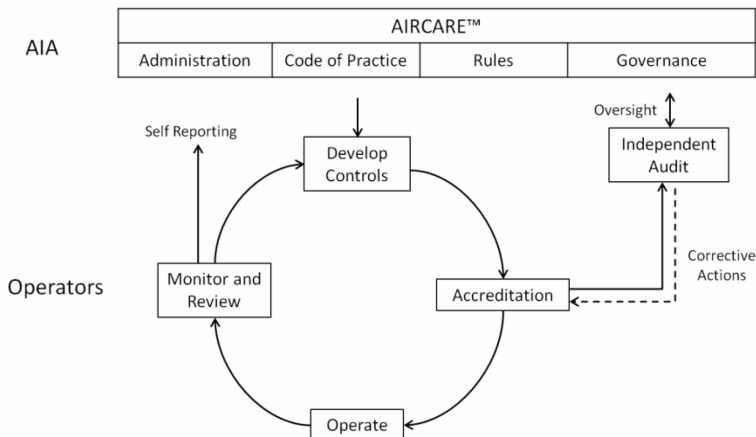 AIRCARE™
AIA
Administration
Code of Practice
Rules
Governance
Self Reporting
Oversight
Develop
Controls
Independent
Audit
Operators
Monitor and
Review
Accreditation
Corrective
Actions
Operate